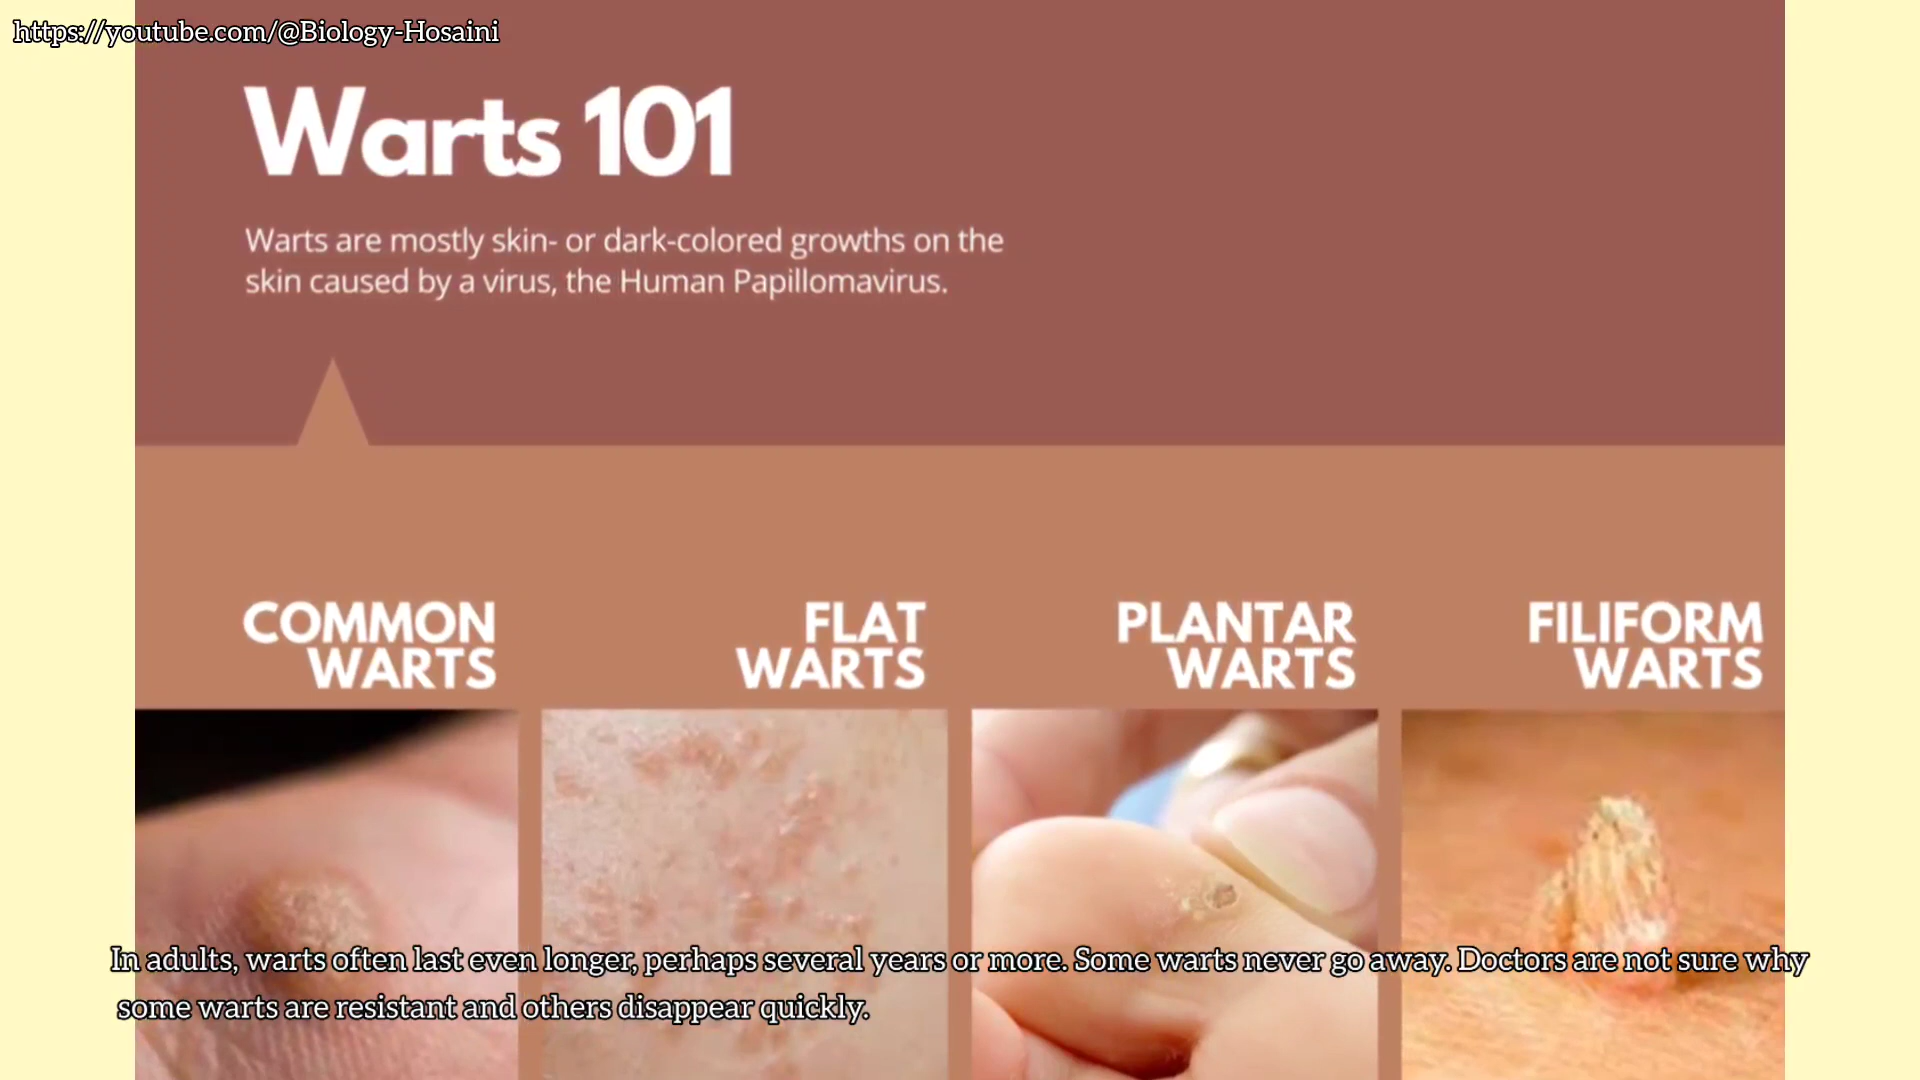 https://youtube.com/@Biology-Hosaini
Warts 101
Warts are mostly skin- or dark-colored growths on the
skin caused by a virus, the Human Papillomavirus.
COMMON
WARTS
FLAT
WARTS
PLANTAR
WARTS
FILIFORM
WARTS
In adults, warts often last even longer, perhaps several years or more. Some warts never go away. Doctors are not sure why
some warts are resistant and others disappear quickly.